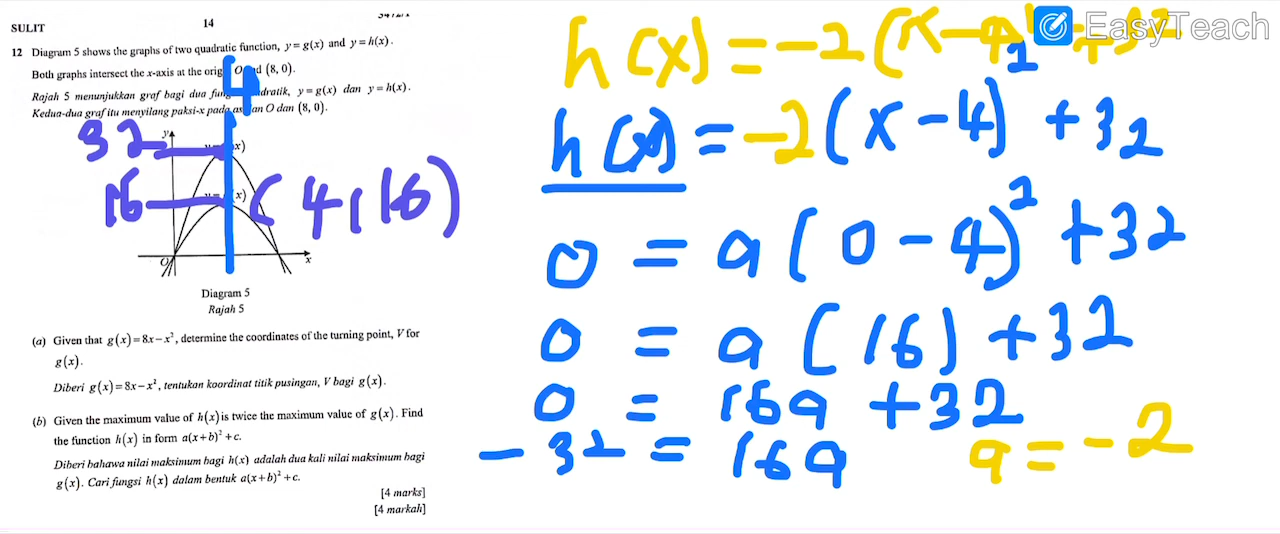 SULIT
14
12 Diagram 5 shows the graphs of two quadratic function, y = g(x) and y = h(x).
Both graphs intersect the x-axis at the orig O (8, 0).
Rajah 5 menunjukkan graf bagi dua kuadratik, y = g(x) dan y = h(x).
Kedua-dua graf itu menyilang paksi-x pada O dan (8, 0).
4
32
y
x)
16
x)
(4, 16)
O
x
Diagram 5
Rajah 5
(a) Given that g(x) = 8x – x², determine the coordinates of the turning point, V for
g(x).
Diberi g(x) = 8x – x², tentukan koordinat titik pusingan, V bagi g(x).
(b) Given the maximum value of h(x) is twice the maximum value of g(x). Find
the function h(x) in form a(x+b)² + c.
Diberi bahawa nilai maksimum bagi h(x) adalah dua kali nilai maksimum bagi
g(x). Cari fungsi h(x) dalam bentuk a(x+b)² + c.
[4 marks]
[4 markah]
EasyTeach
h(x) = -2(x-4) +32
h(x) = -2(x-4)² +32
0 = a(0-4)² +32
0 = a(16) +32
0 = 16a +32
-32 = 16a
a = -2